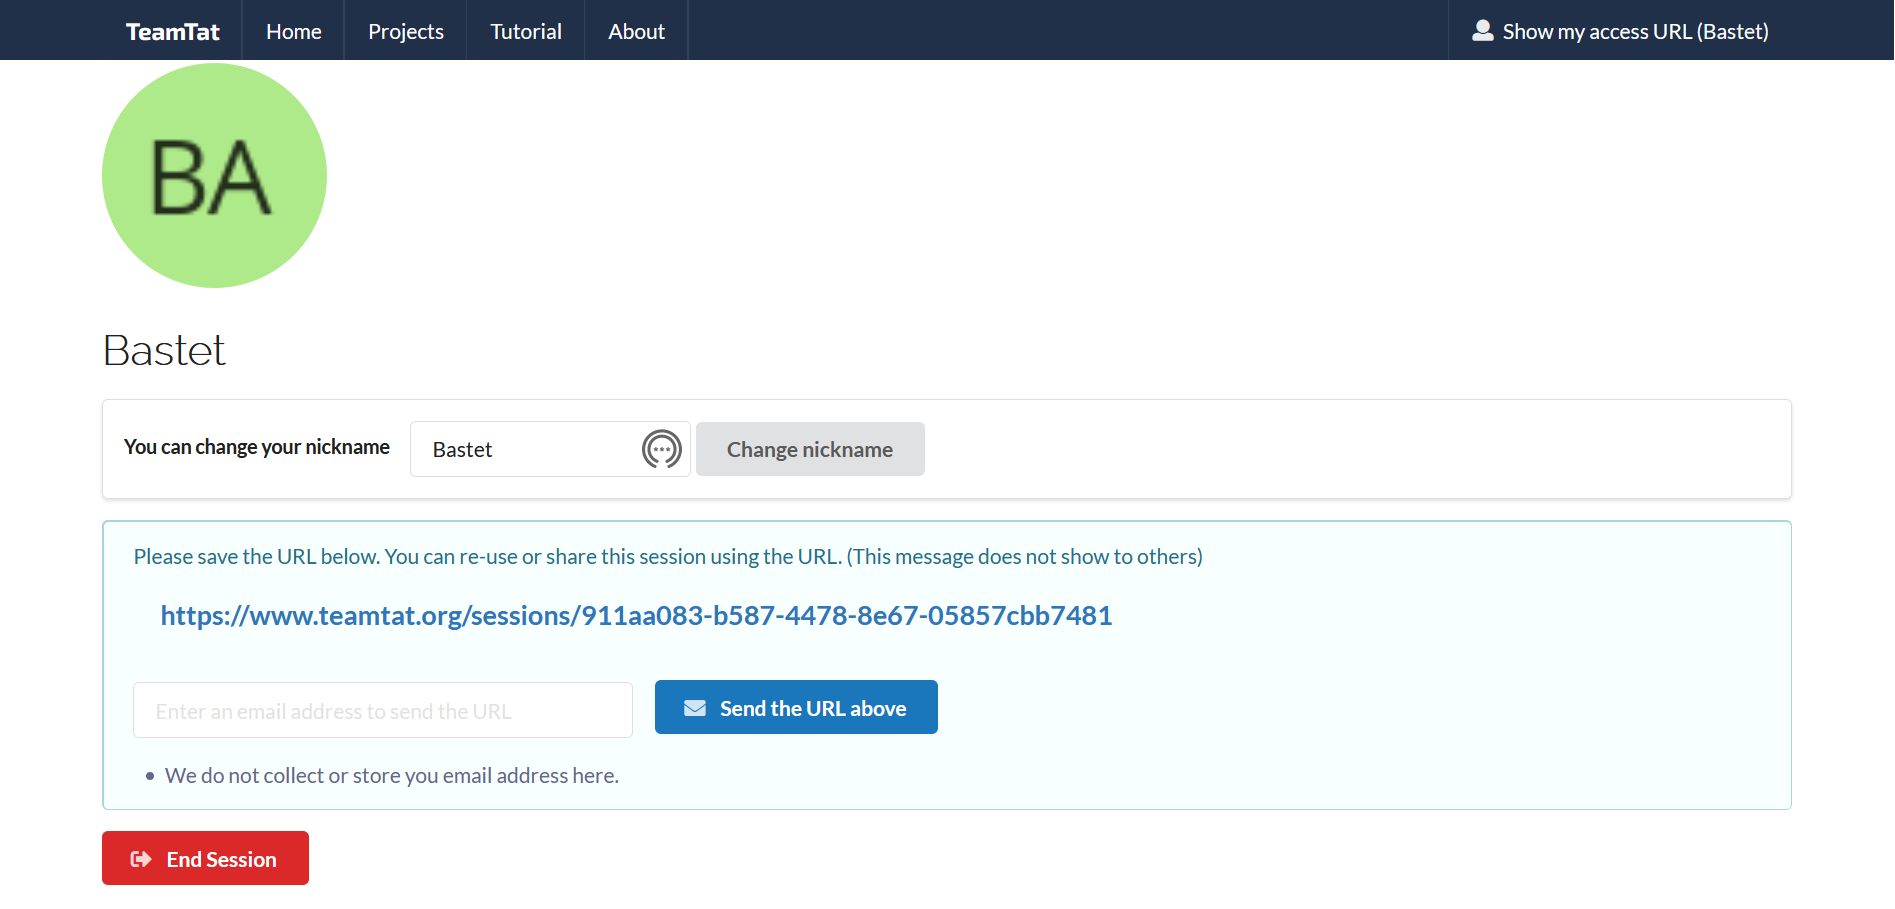 TeamTat Home Projects Tutorial About Show my access URL (Bastet)
BA
Bastet
You can change your nickname Bastet Change nickname
Please save the URL below. You can re-use or share this session using the URL. (This message does not show to others)
https://www.teamtat.org/sessions/911aa083-b587-4478-8e67-05857cbb7481
Enter an email address to send the URL Send the URL above
We do not collect or store you email address here.
End Session